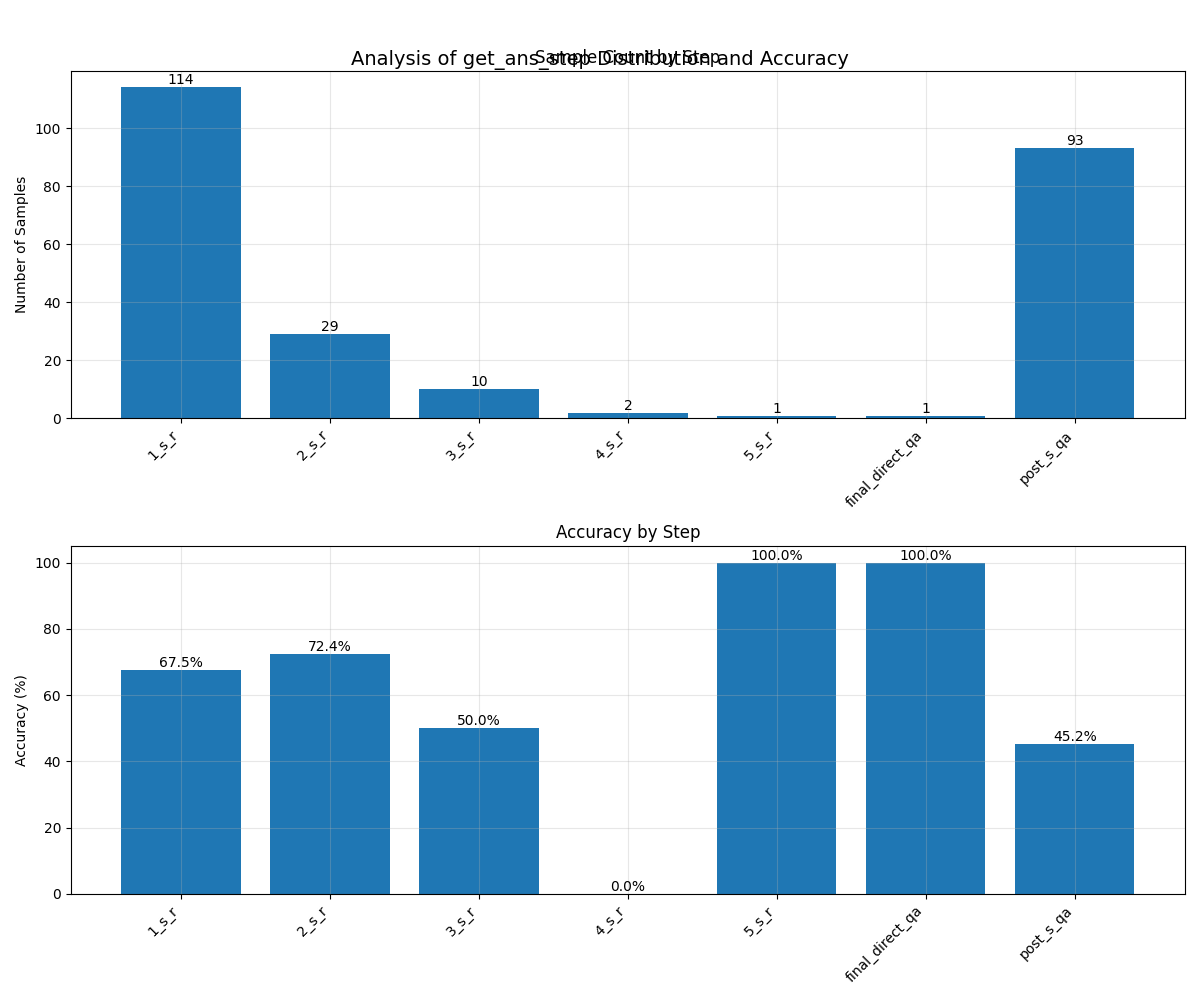 Analysis of get_ans_step Distribution and Accuracy
Sample Count by Step
Number of Samples
100
80
60
40
20
0
114
29
10
2
1
1
93
1_s_r
2_s_r
3_s_r
4_s_r
5_s_r
final_direct_qa
post_s_qa
Accuracy by Step
Accuracy (%)
100
80
60
40
20
0
67.5%
72.4%
50.0%
0.0%
100.0%
100.0%
45.2%
1_s_r
2_s_r
3_s_r
4_s_r
5_s_r
final_direct_qa
post_s_qa